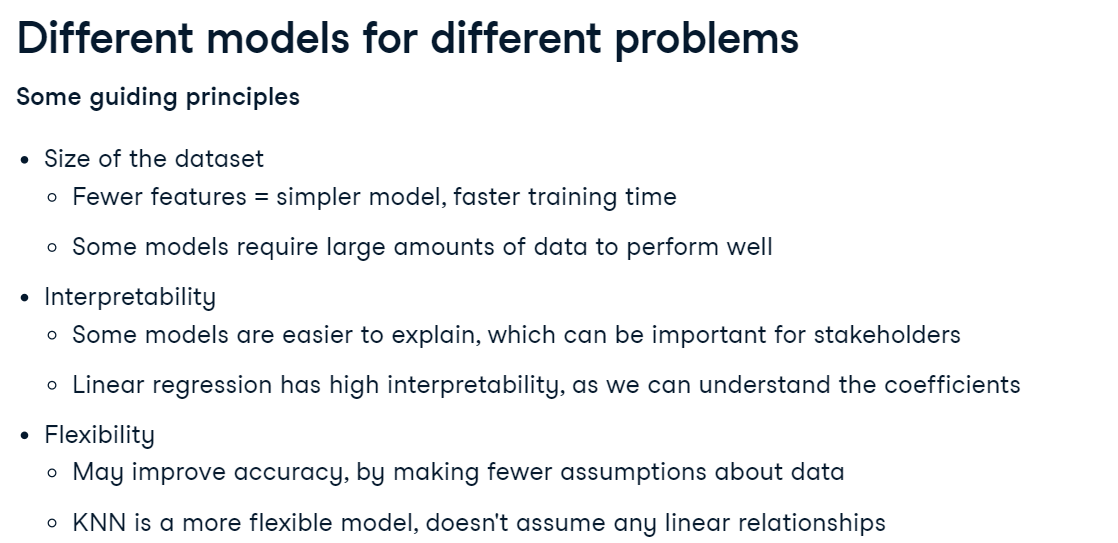 Different models for different problems
Some guiding principles
• Size of the dataset
◦ Fewer features = simpler model, faster training time
◦ Some models require large amounts of data to perform well
• Interpretability
◦ Some models are easier to explain, which can be important for stakeholders
◦ Linear regression has high interpretability, as we can understand the coefficients
• Flexibility
◦ May improve accuracy, by making fewer assumptions about data
◦ KNN is a more flexible model, doesn't assume any linear relationships